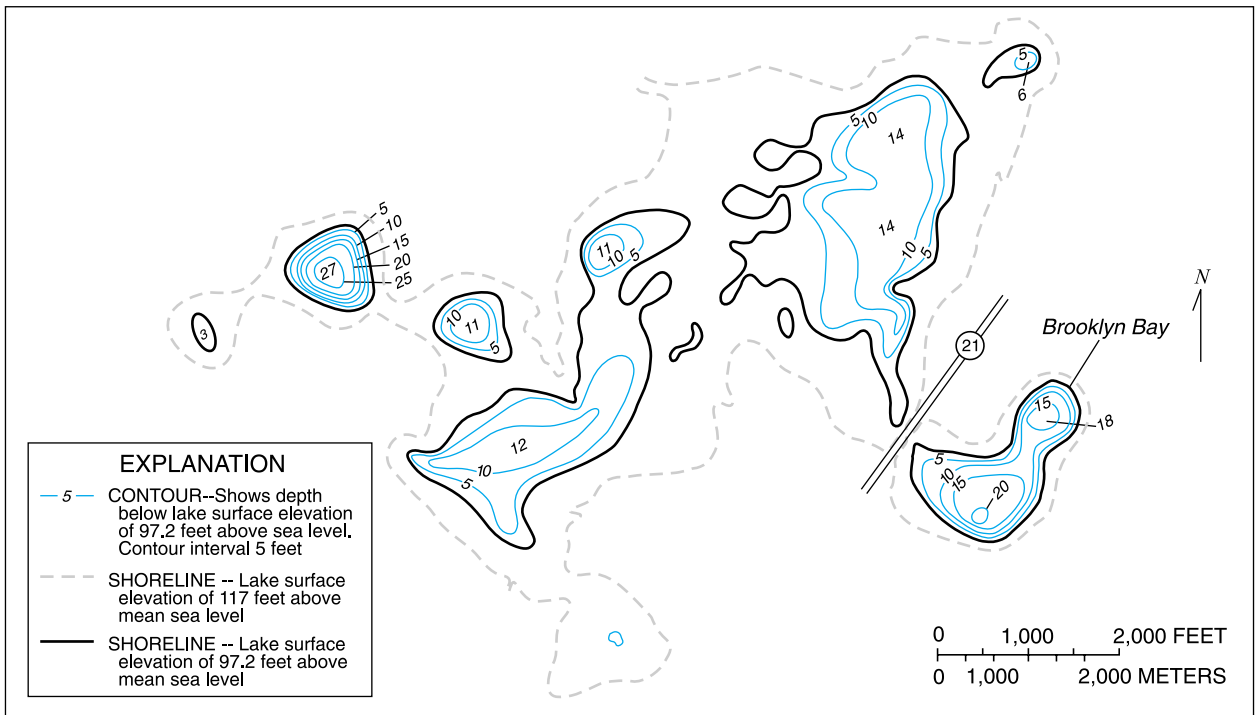 5
6
5
10
14
14
10
5
5
10
15
20
25
27
3
11
10
5
10
11
5
12
10
5
21
Brooklyn Bay
N
15
18
5
10
15
20
EXPLANATION
5 CONTOUR--Shows depth
below lake surface elevation
of 97.2 feet above sea level.
Contour interval 5 feet
SHORELINE -- Lake surface
elevation of 117 feet above
mean sea level
SHORELINE -- Lake surface
elevation of 97.2 feet above
mean sea level
0 1,000 2,000 FEET
0 1,000 2,000 METERS